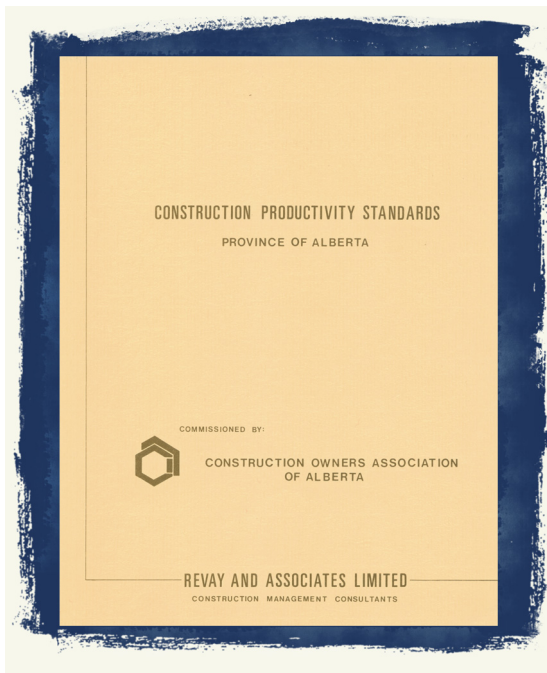 CONSTRUCTION PRODUCTIVITY STANDARDS
PROVINCE OF ALBERTA
COMMISSIONED BY:
CONSTRUCTION OWNERS ASSOCIATION
OF ALBERTA
REVAY AND ASSOCIATES LIMITED
CONSTRUCTION MANAGEMENT CONSULTANTS